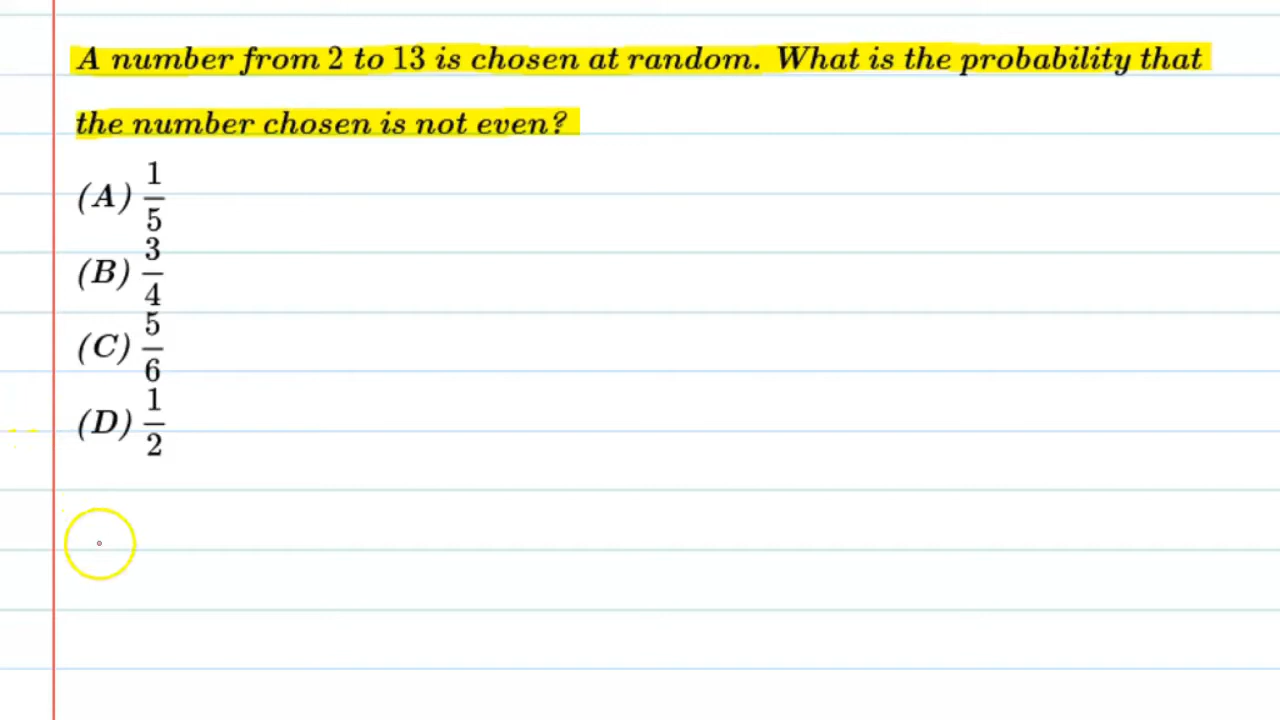 A number from 2 to 13 is chosen at random. What is the probability that
the number chosen is not even?
(A) 1/5
(B) 3/4
(C) 5/6
(D) 1/2